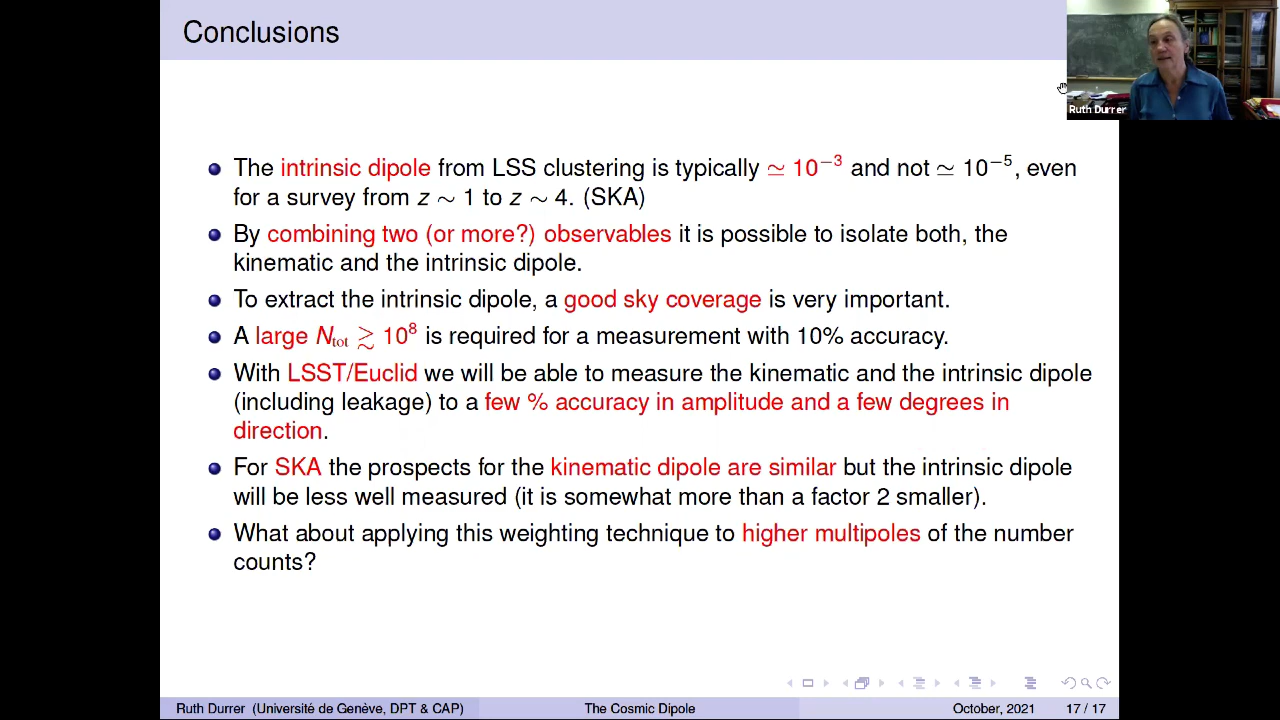 Conclusions
Ruth Durrer
The intrinsic dipole from LSS clustering is typically ≃ 10⁻³ and not ≃ 10⁻⁵, even
for a survey from z ∼ 1 to z ∼ 4. (SKA)
By combining two (or more?) observables it is possible to isolate both, the
kinematic and the intrinsic dipole.
To extract the intrinsic dipole, a good sky coverage is very important.
A large N_tot ≳ 10⁸ is required for a measurement with 10% accuracy.
With LSST/Euclid we will be able to measure the kinematic and the intrinsic dipole
(including leakage) to a few % accuracy in amplitude and a few degrees in
direction.
For SKA the prospects for the kinematic dipole are similar but the intrinsic dipole
will be less well measured (it is somewhat more than a factor 2 smaller).
What about applying this weighting technique to higher multipoles of the number
counts?
Ruth Durrer (Université de Genève, DPT & CAP) The Cosmic Dipole October, 2021 17 / 17